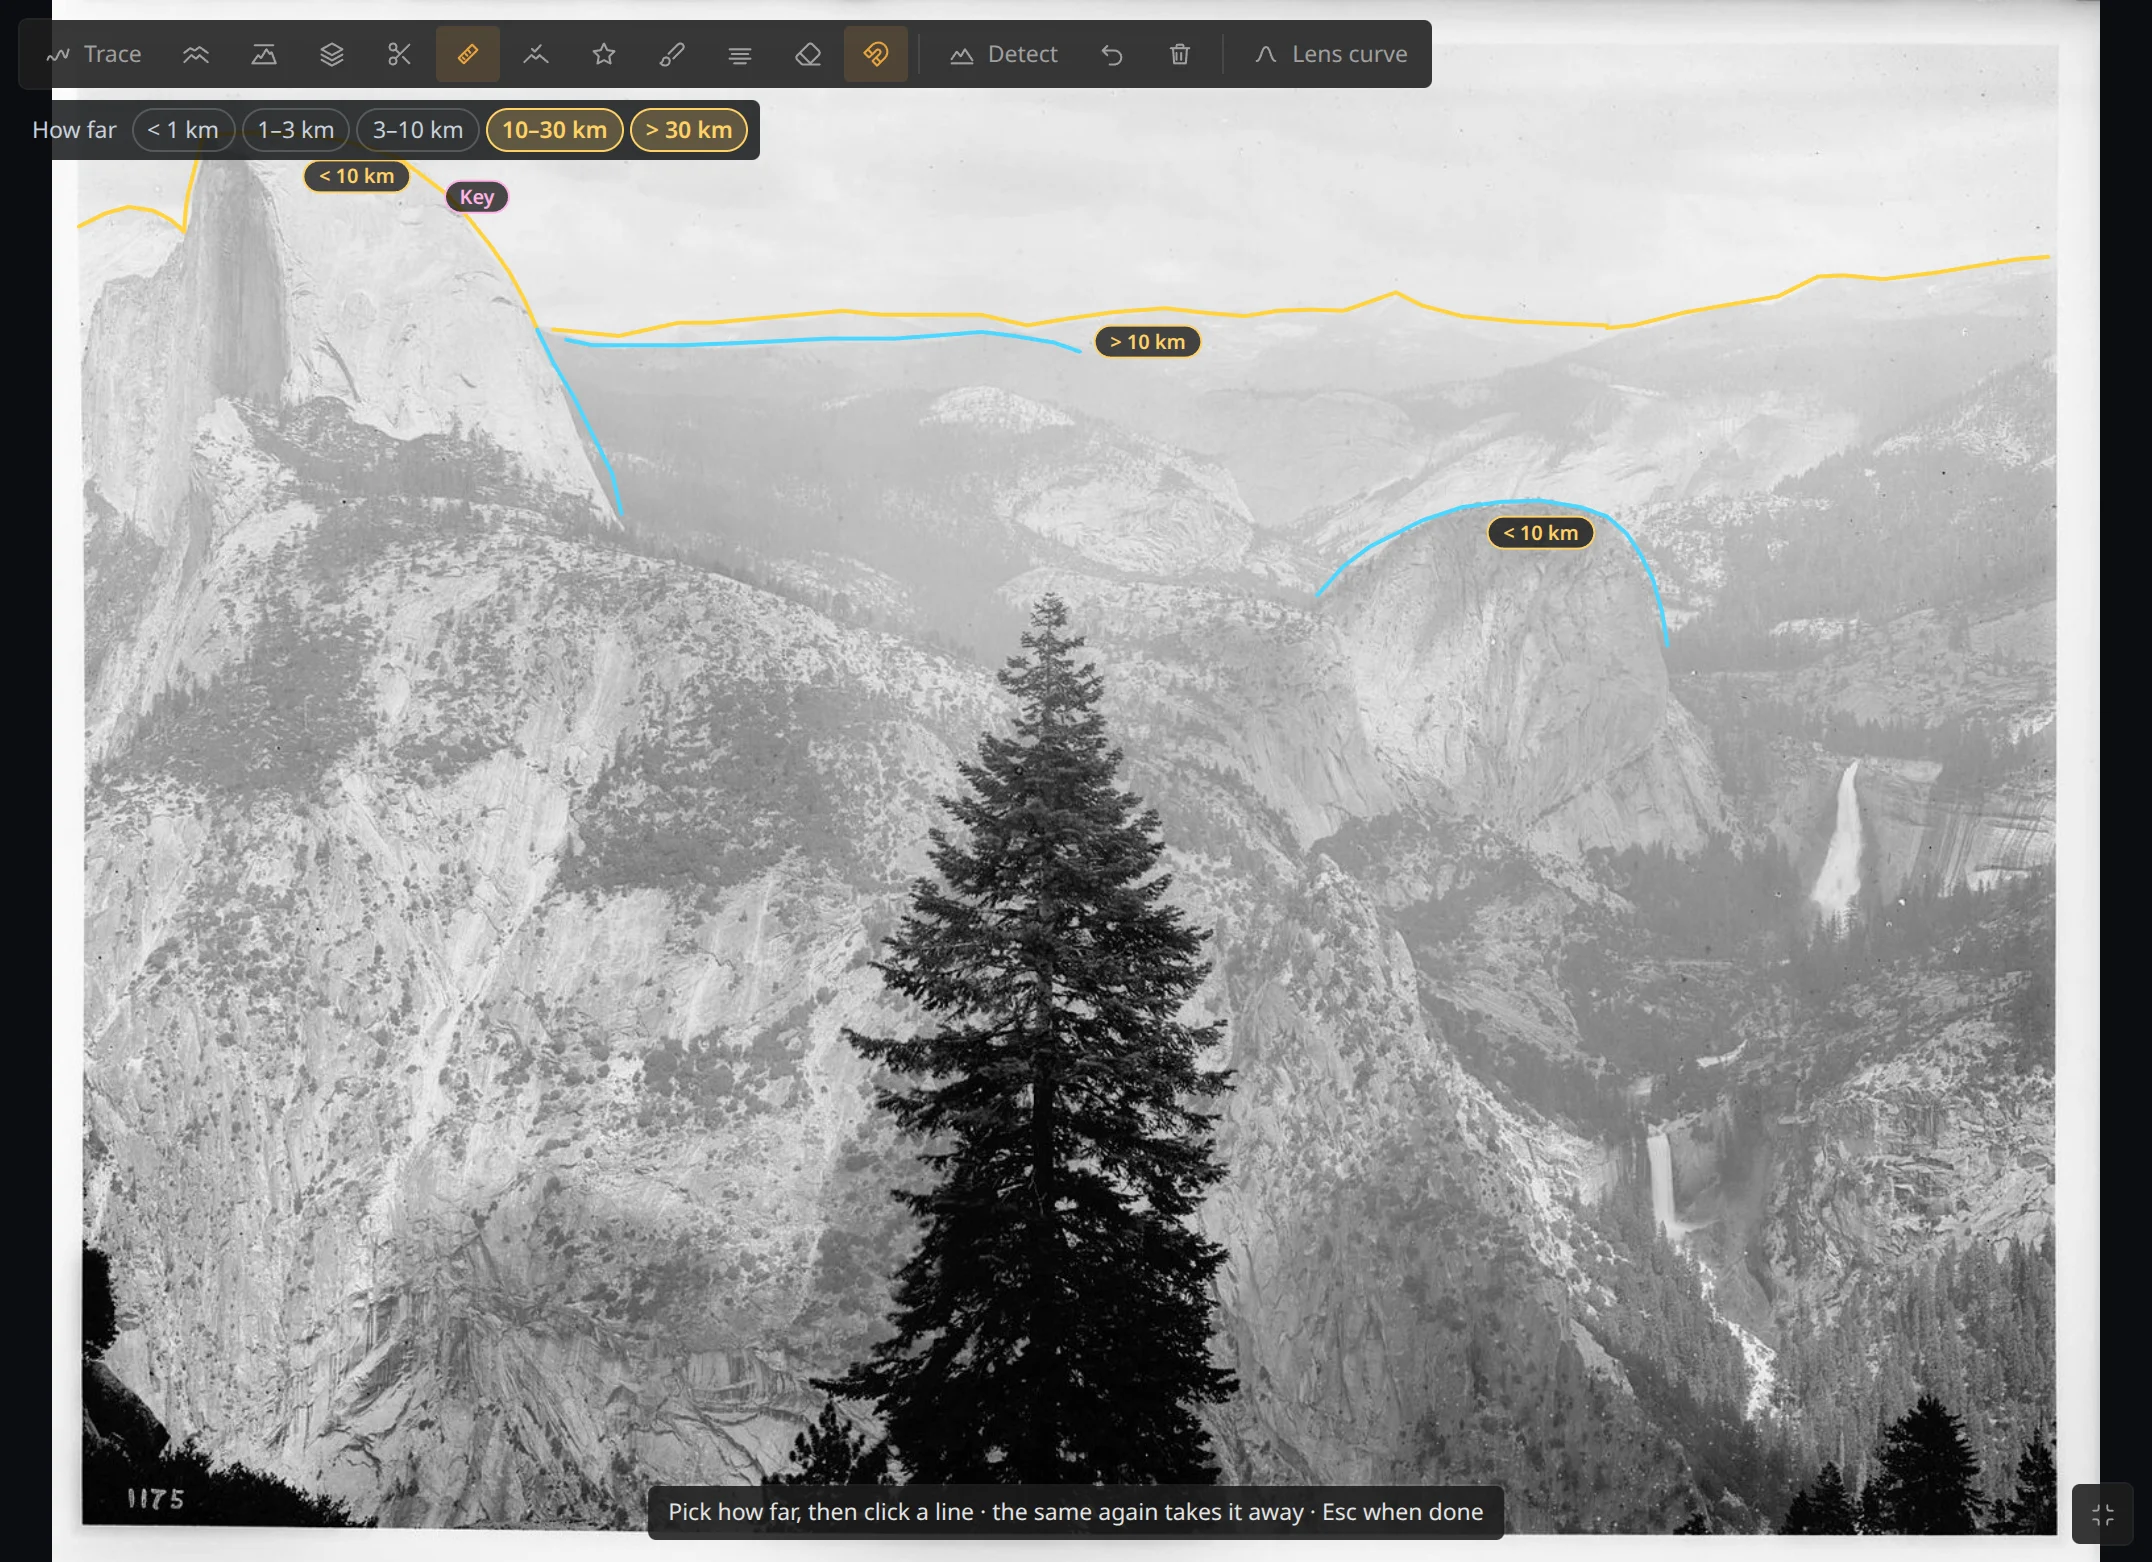 Trace
Detect
Lens curve
How far
< 1 km
1–3 km
3–10 km
10–30 km
> 30 km
< 10 km
Key
> 10 km
< 10 km
1175
Pick how far, then click a line · the same again takes it away · Esc when done